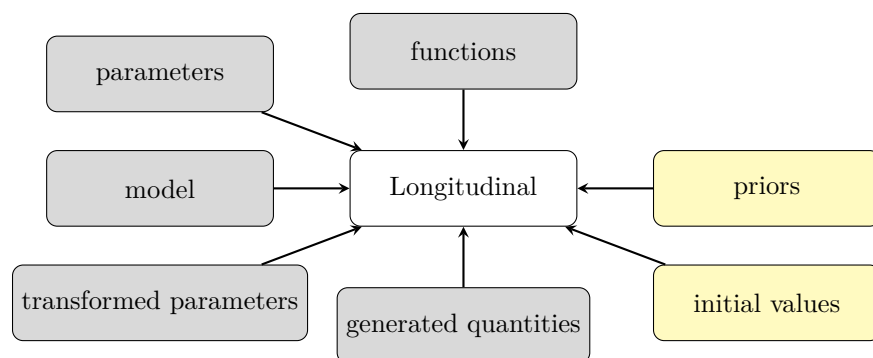 functions
parameters
model
Longitudinal
priors
transformed parameters
generated quantities
initial values